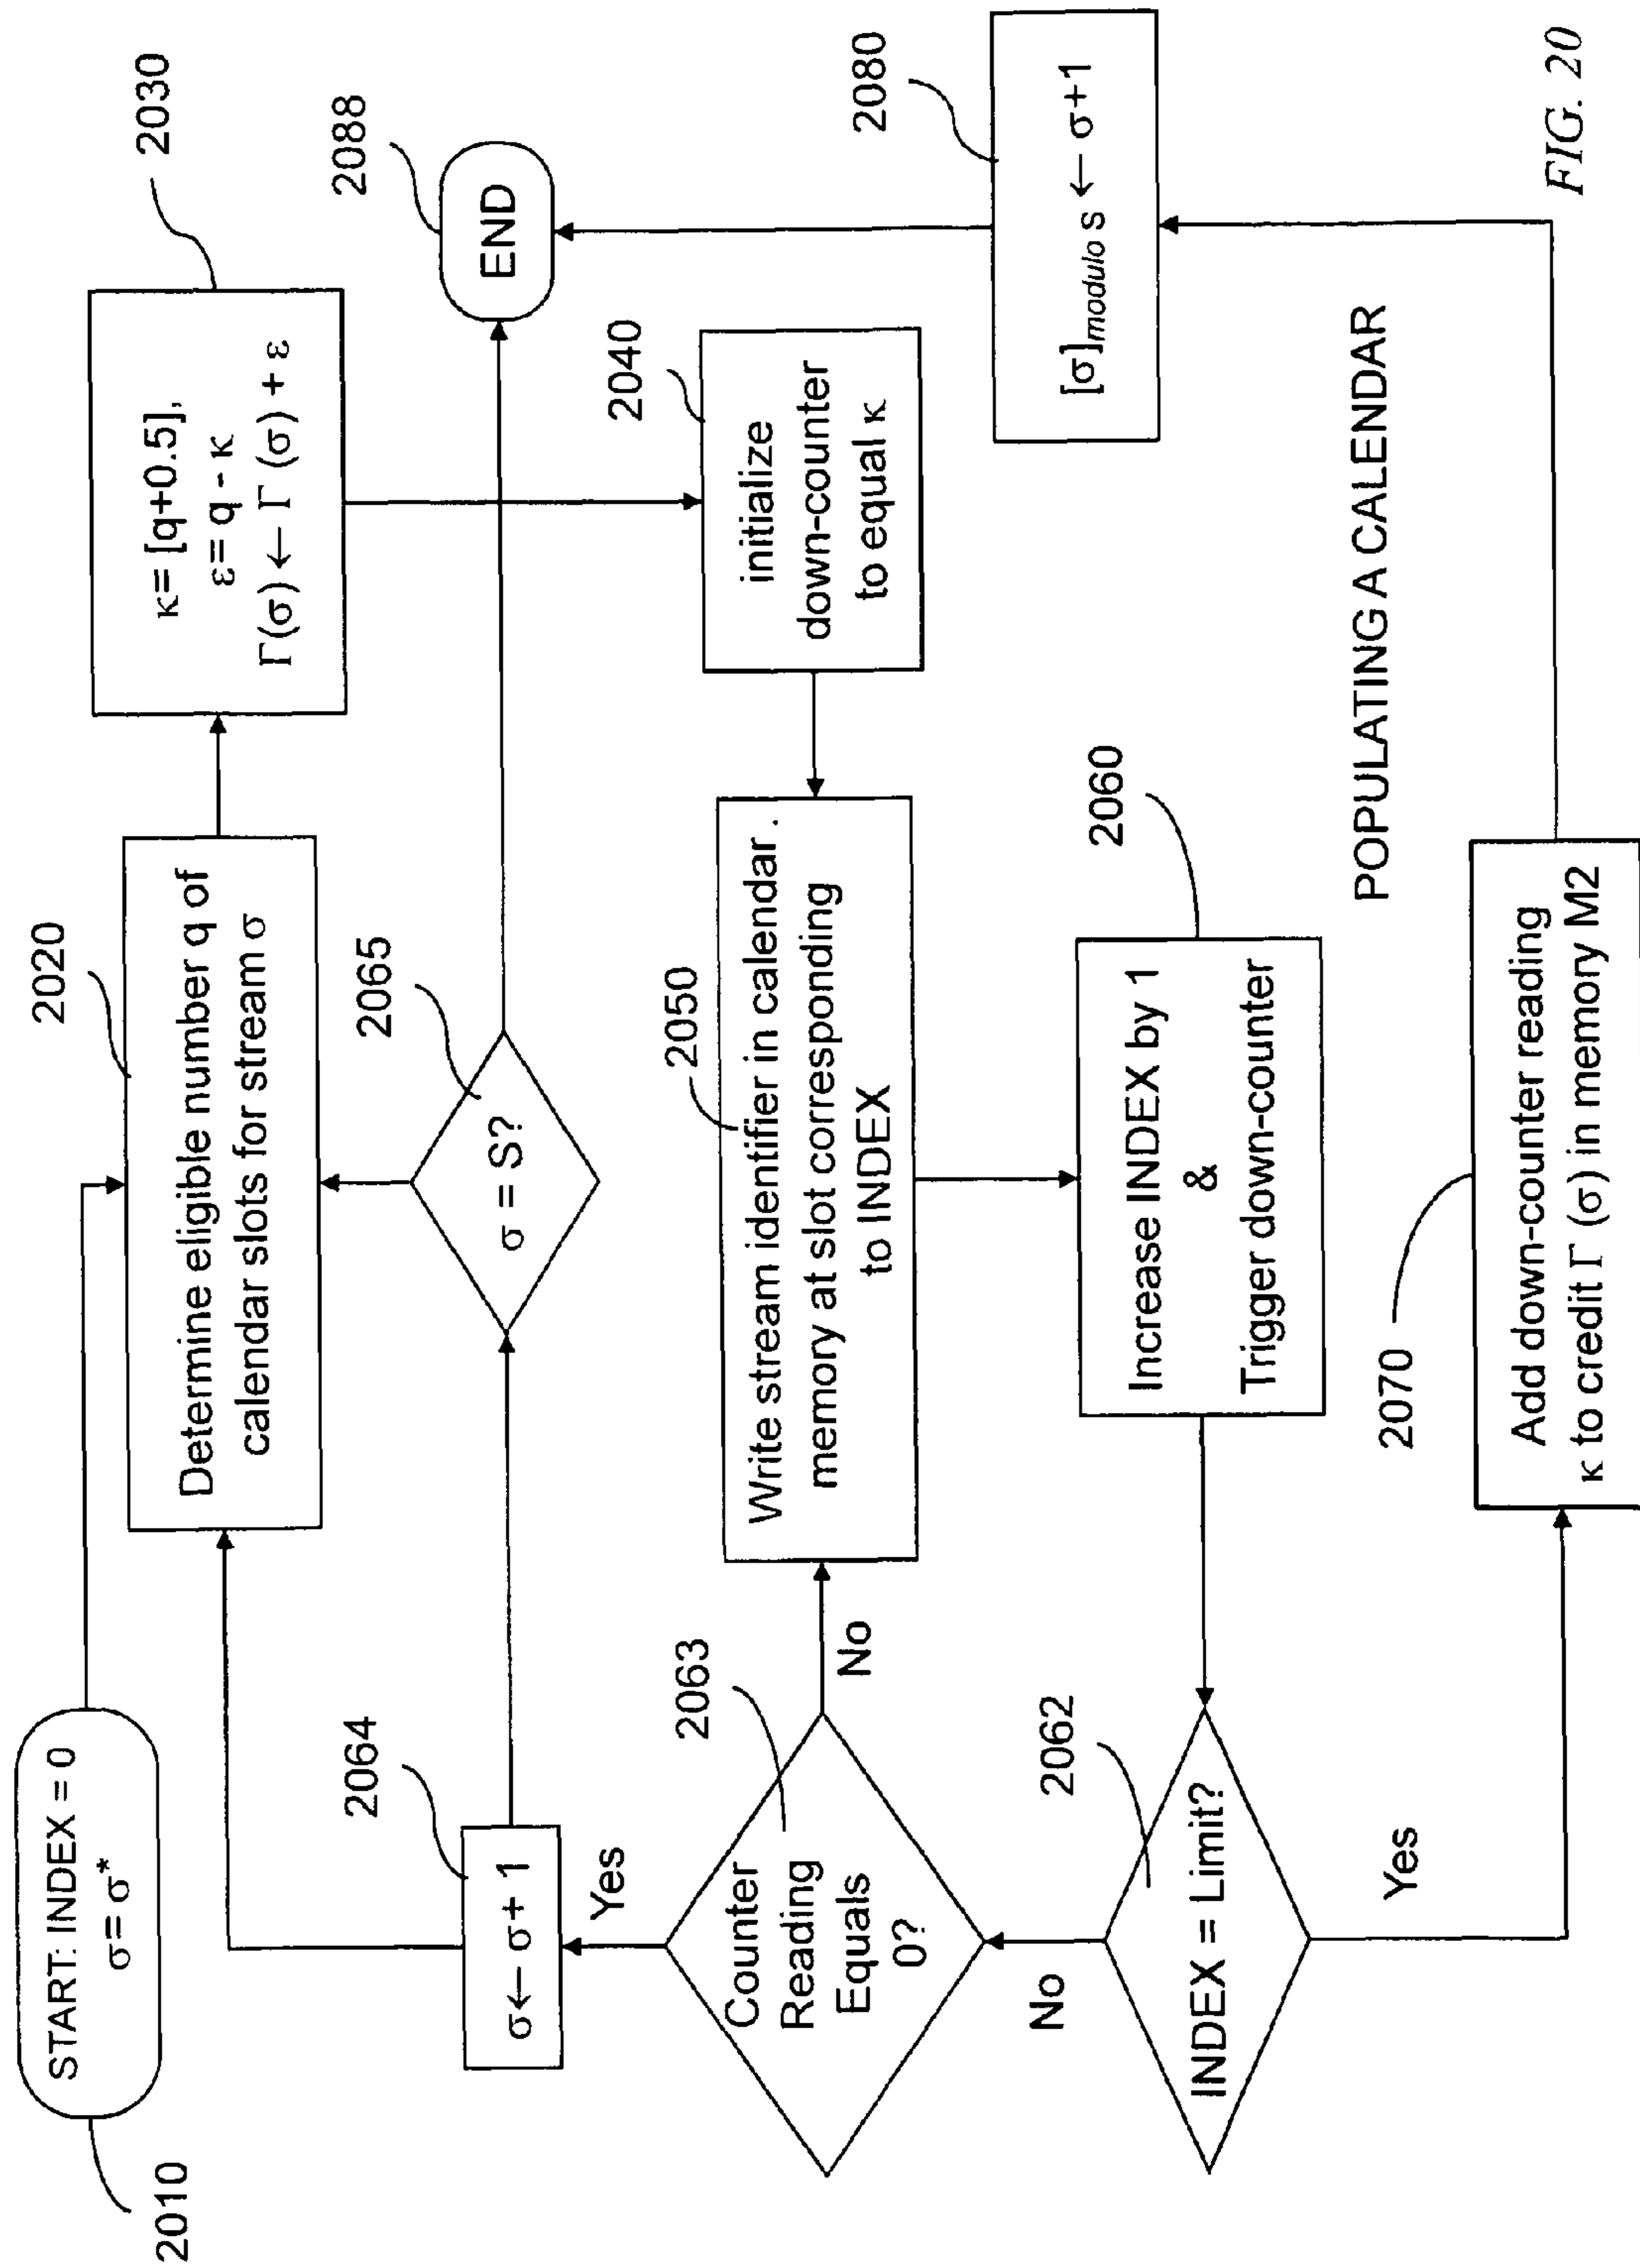 2010
START: INDEX = 0
σ= σ*
2020
Determine eligible number q of
calendar slots for stream σ
2030
κ= [q+0.5],
ε= q - κ
Γ(σ) ← Γ (σ) + ε
2064
σ← σ+ 1
2065
σ = S?
2088
END
2040
initialize
down-counter
to equal κ
2063
Counter
Reading
Equals
0?
Yes
No
2050
Write stream identifier in calendar .
memory at slot corresponding
to INDEX
2080
[σ]modulo S ← σ+1
2062
INDEX = Limit?
No
Yes
2060
Increase INDEX by 1
&
Trigger down-counter
2070
Add down-counter reading
κ to credit Γ (σ) in memory M2
POPULATING A CALENDAR
FIG. 20